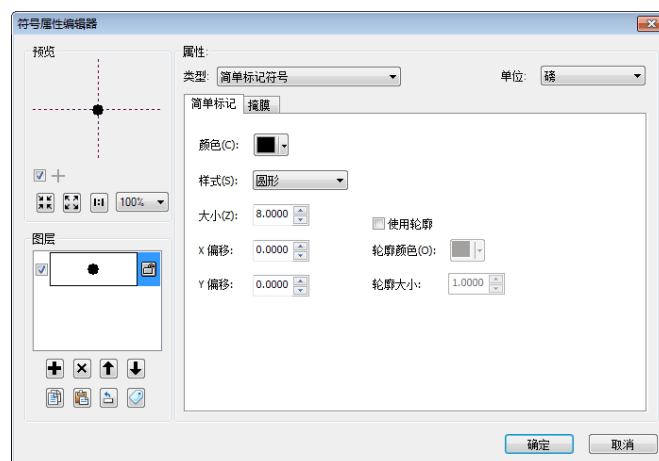 符号属性编辑器
预览
属性:
类型: 简单标记符号
单位: 磅
简单标记 掩膜
颜色(C):
样式(S): 圆形
大小(Z): 8.0000
使用轮廓
X 偏移: 0.0000
轮廓颜色(O):
Y 偏移: 0.0000
轮廓大小: 1.0000
1:1 100%
图层
确定 取消